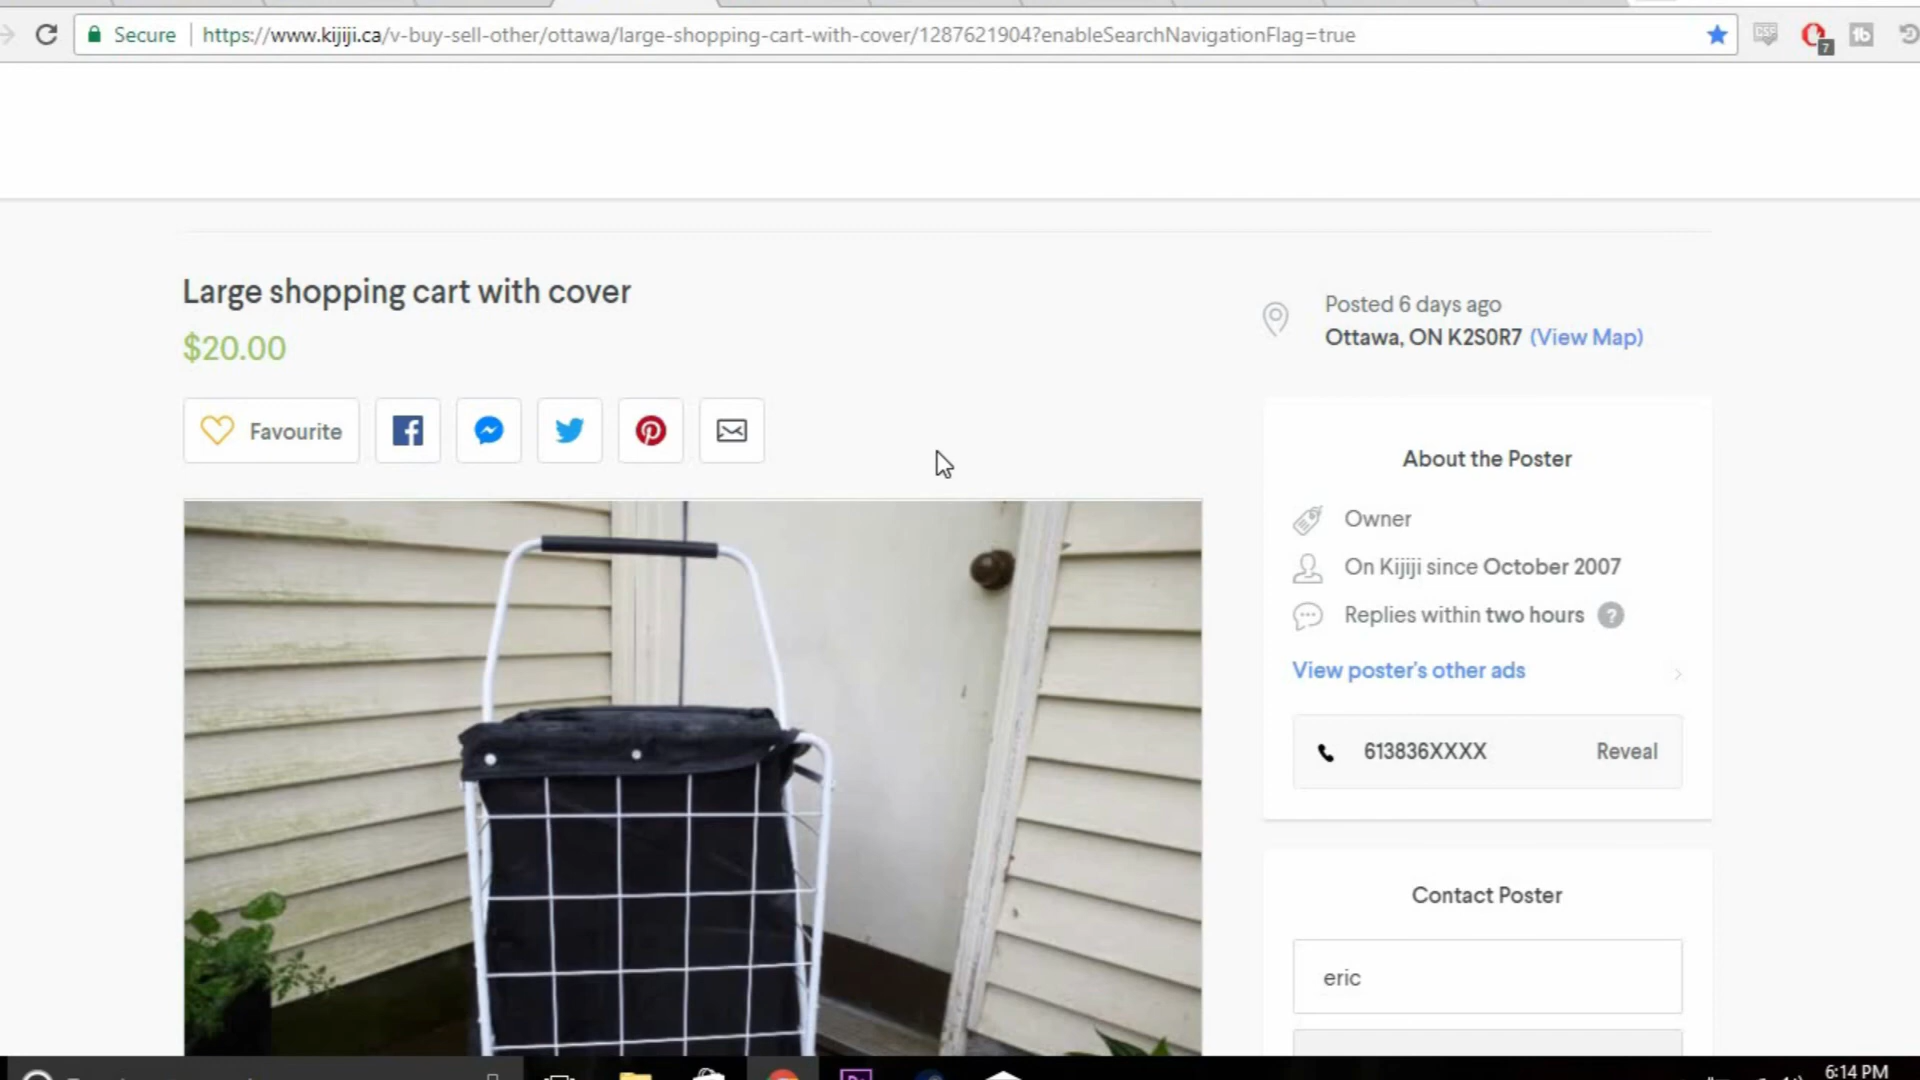 Secure
https://www.kijiji.ca/v-buy-sell-other/ottawa/large-shopping-cart-with-cover/1287621904?enableSearchNavigationFlag=true
7
Large shopping cart with cover
$20.00
Favourite
Posted 6 days ago
Ottawa, ON K2S0R7 (View Map)
About the Poster
Owner
On Kijiji since October 2007
Replies within two hours ?
View poster's other ads
613836XXXX Reveal
Contact Poster
eric
6:14 PM